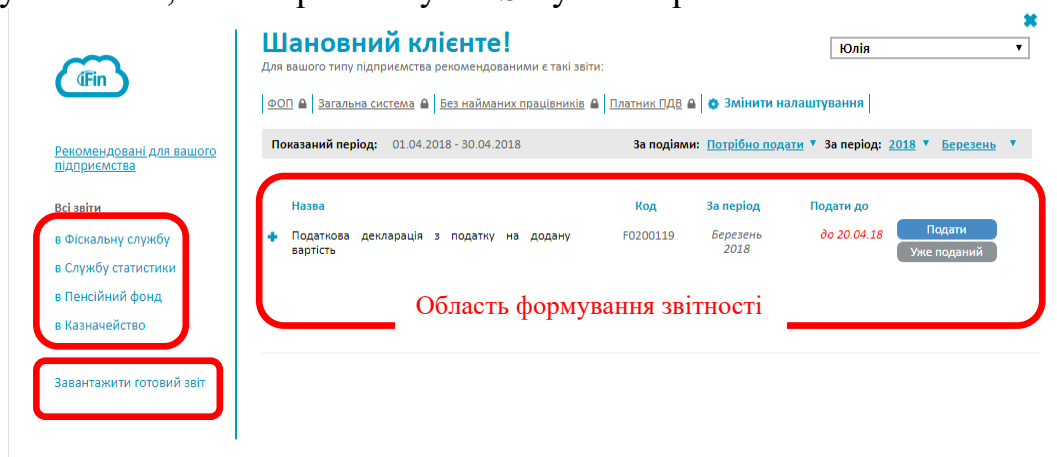 Шановний клієнте!
Юлія
Для вашого типу підприємства рекомендованими є такі звіти:
iFin
ФОП Загальна система Без найманих працівників Платник ПДВ Змінити налаштування
Показаний період: 01.04.2018 - 30.04.2018 За подіями: Потрібно подати За період: 2018 Березень
Рекомендовані для вашого
підприємства
Всі звіти
в Фіскальну службу
в Службу статистики
в Пенсійний фонд
в Казначейство
Завантажити готовий звіт
Назва Код За період Подати до
Податкова декларація з податку на додану
вартість
F0200119
Березень
2018
до 20.04.18
Подати
Уже поданий
Область формування звітності